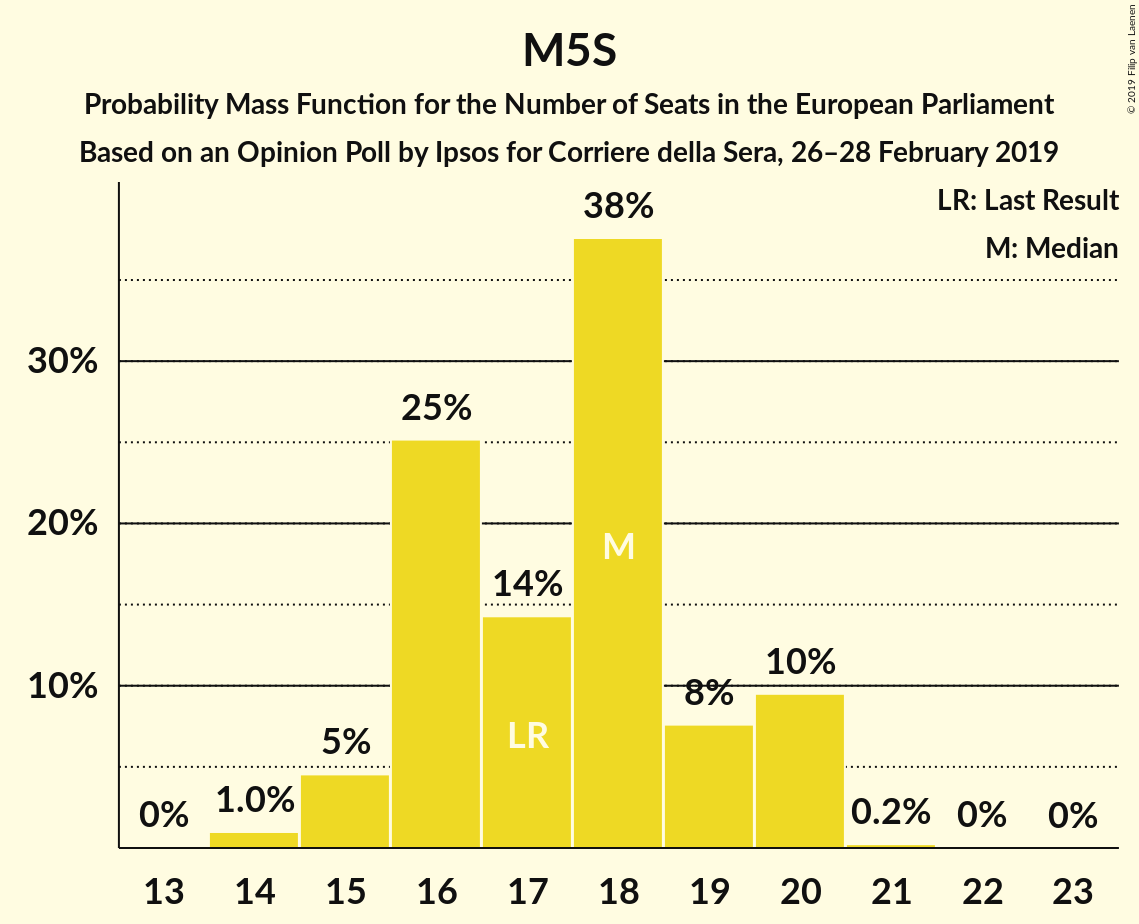 M5S
Probability Mass Function for the Number of Seats in the European Parliament
Based on an Opinion Poll by Ipsos for Corriere della Sera, 26–28 February 2019
© 2019 Filip van Laenen
LR: Last Result
M: Median
30%
20%
10%
0%
1.0%
5%
25%
14%
38%
8%
10%
0.2%
0%
0%
LR
M
13 14 15 16 17 18 19 20 21 22 23